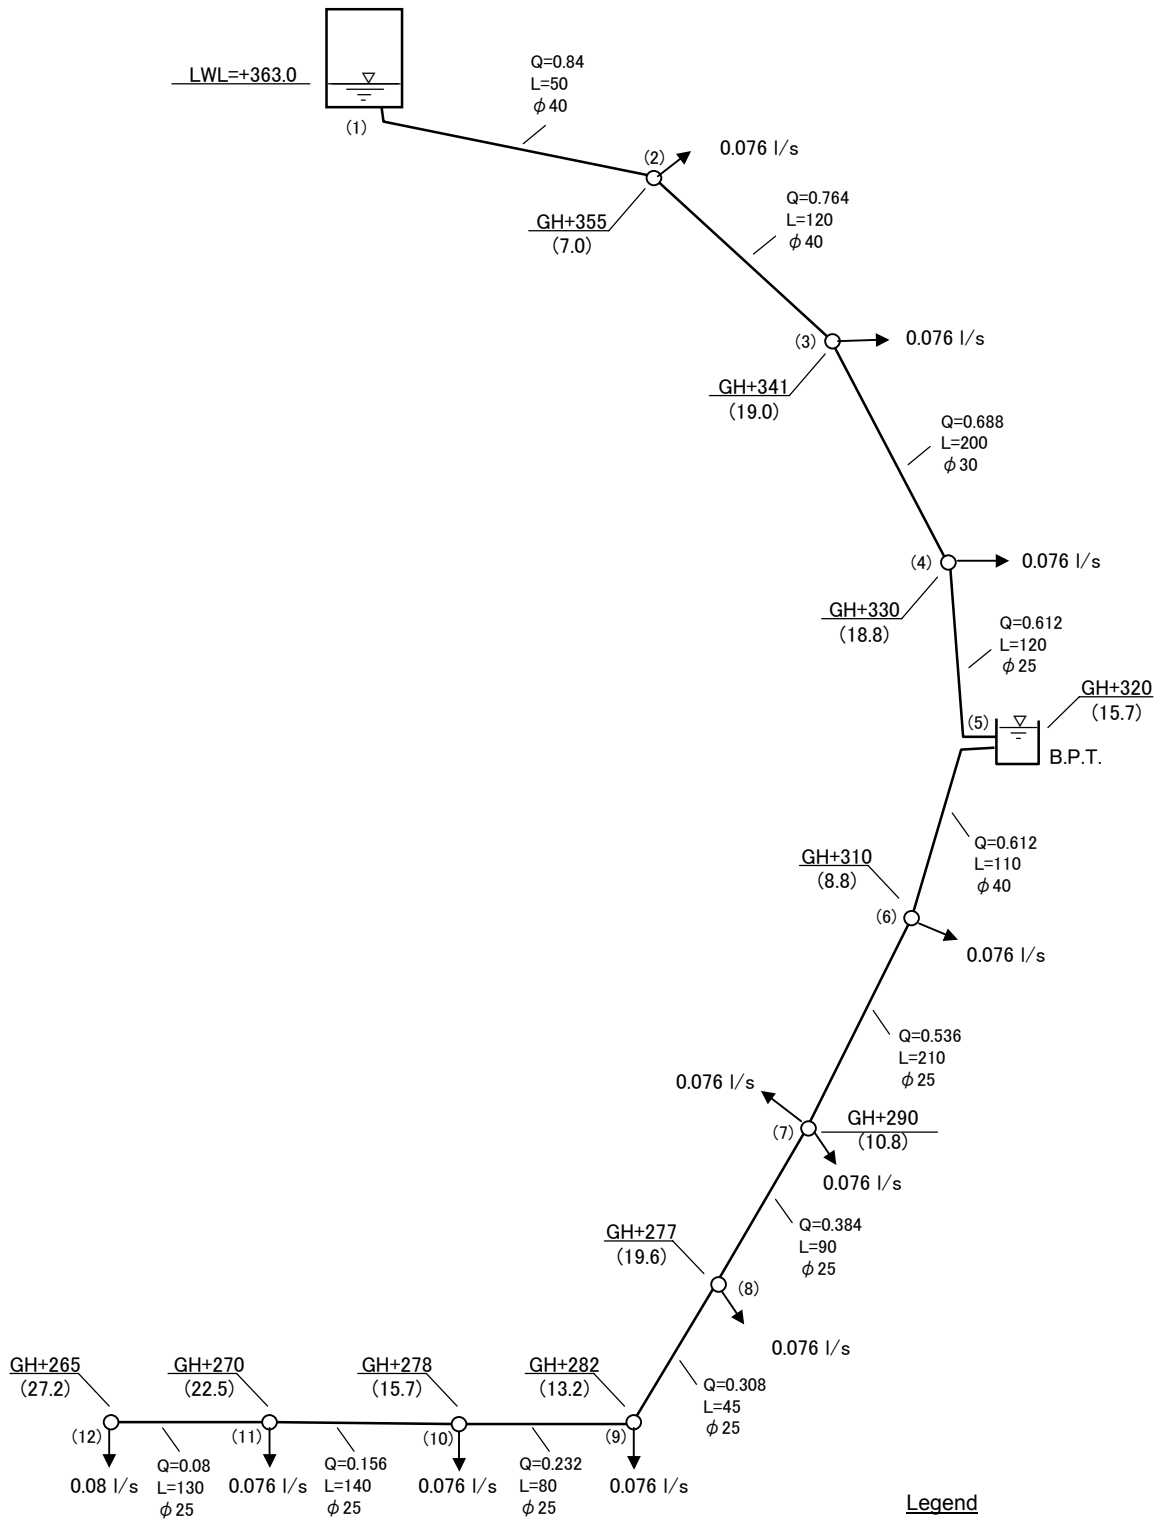 LWL=+363.0
(1)
Q=0.84
L=50
φ40
(2)
0.076 l/s
GH+355
(7.0)
Q=0.764
L=120
φ40
(3)
0.076 l/s
GH+341
(19.0)
Q=0.688
L=200
φ30
(4)
0.076 l/s
GH+330
(18.8)
Q=0.612
L=120
φ25
(5)
GH+320
(15.7)
B.P.T.
Q=0.612
L=110
φ40
GH+310
(8.8)
(6)
0.076 l/s
Q=0.536
L=210
φ25
0.076 l/s
(7)
GH+290
(10.8)
0.076 l/s
Q=0.384
L=90
φ25
GH+277
(19.6)
(8)
0.076 l/s
Q=0.308
L=45
φ25
GH+265
(27.2)
GH+270
(22.5)
GH+278
(15.7)
GH+282
(13.2)
(12)
(11)
(10)
(9)
0.08 l/s
Q=0.08
L=130
φ25
0.076 l/s
Q=0.156
L=140
φ25
0.076 l/s
Q=0.232
L=80
φ25
0.076 l/s
Legend